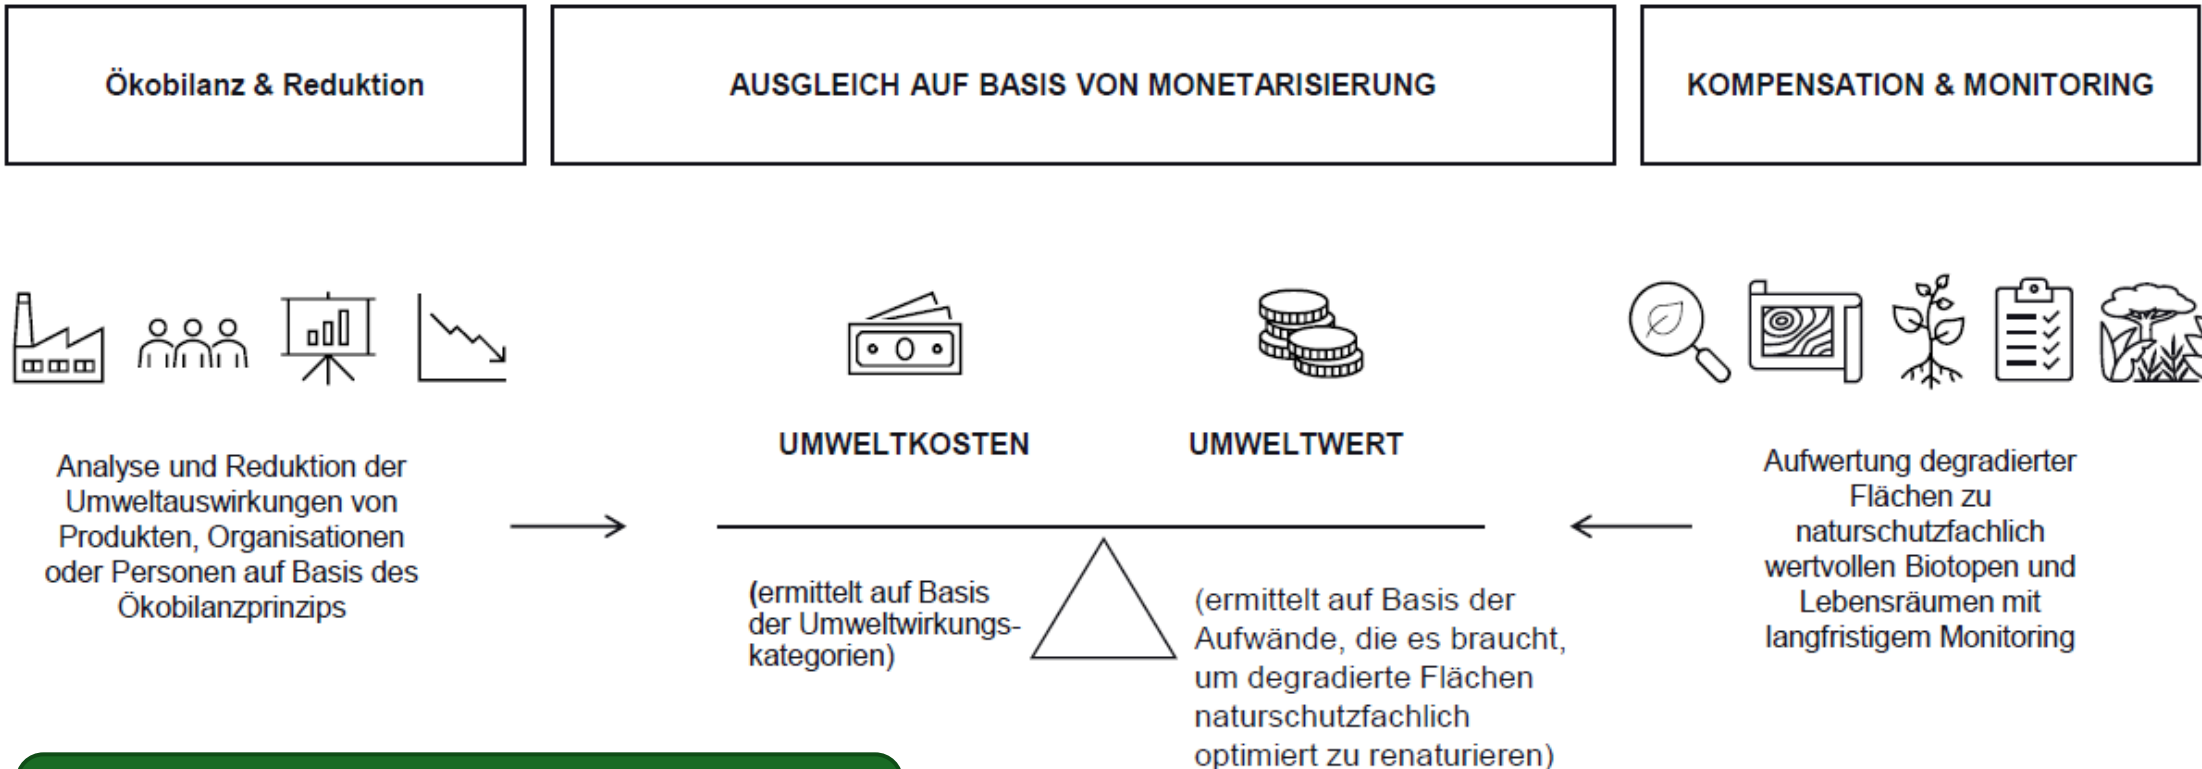 Ökobilanz & Reduktion
AUSGLEICH AUF BASIS VON MONETARISIERUNG
KOMPENSATION & MONITORING
Analyse und Reduktion der
Umweltauswirkungen von
Produkten, Organisationen
oder Personen auf Basis des
Ökobilanzprinzips
UMWELTKOSTEN
(ermittelt auf Basis
der Umweltwirkungs-
kategorien)
UMWELTWERT
(ermittelt auf Basis der
Aufwände, die es braucht,
um degradierte Flächen
naturschutzfachlich
optimiert zu renaturieren)
Aufwertung degradierter
Flächen zu
naturschutzfachlich
wertvollen Biotopen und
Lebensräumen mit
langfristigem Monitoring